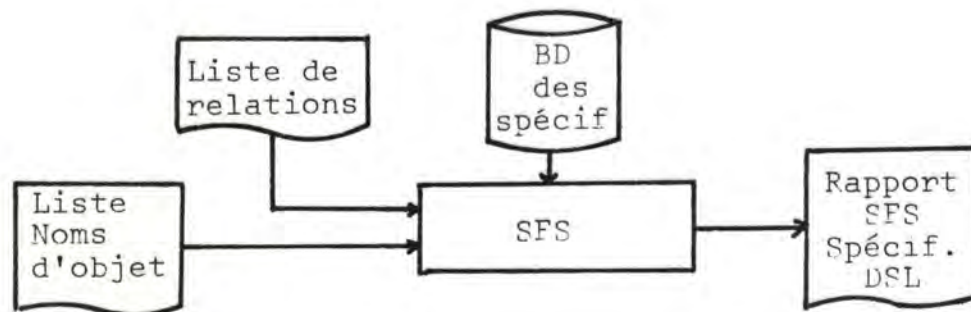 Liste de
relations
BD
des
spécif
Liste
Noms
d'objet
SFS
Rapport
SFS
Spécif.
DSL